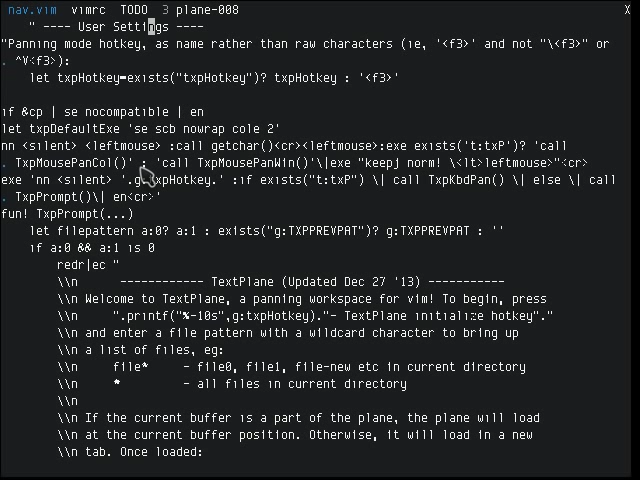 nav.vim  vimrc  TODO  3 plane-008  X
" ---- User Settings ----
"Panning mode hotkey, as name rather than raw characters (ie, '<f3>' and not "\<f3>" or
. ^V<f3>):
let txpHotkey=exists("txpHotkey")? txpHotkey : '<f3>'
if &cp | se nocompatible | en
let txpDefaultExe 'se scb nowrap cole 2'
nn <silent> <leftmouse> :call getchar()<cr><leftmouse>:exe exists('t:txP')? 'call
. TxpMousePanCol()' : 'call TxpMousePanWin()'\|exe "keepj norm! \<lt>leftmouse>"<cr>
exe 'nn <silent> '.g:txpHotkey.' :if exists("t:txP") \| call TxpKbdPan() \| else \| call
. TxpPrompt()\| en<cr>'
fun! TxpPrompt(...)
let filepattern a:0? a:1 : exists("g:TXPPREVPAT")? g:TXPPREVPAT : ''
if a:0 && a:1 is 0
redr|ec "
\\n      ------------ TextPlane (Updated Dec 27 '13) -----------
\\n Welcome to TextPlane, a panning workspace for vim! To begin, press
\\n     ".printf("%-10s",g:txpHotkey)."- TextPlane initialize hotkey"."
\\n and enter a file pattern with a wildcard character to bring up
\\n a list of files, eg:
\\n     file*     - file0, file1, file-new etc in current directory
\\n     *         - all files in current directory
\\n
\\n If the current buffer is a part of the plane, the plane will load
\\n at the current buffer position. Otherwise, it will load in a new
\\n tab. Once loaded: